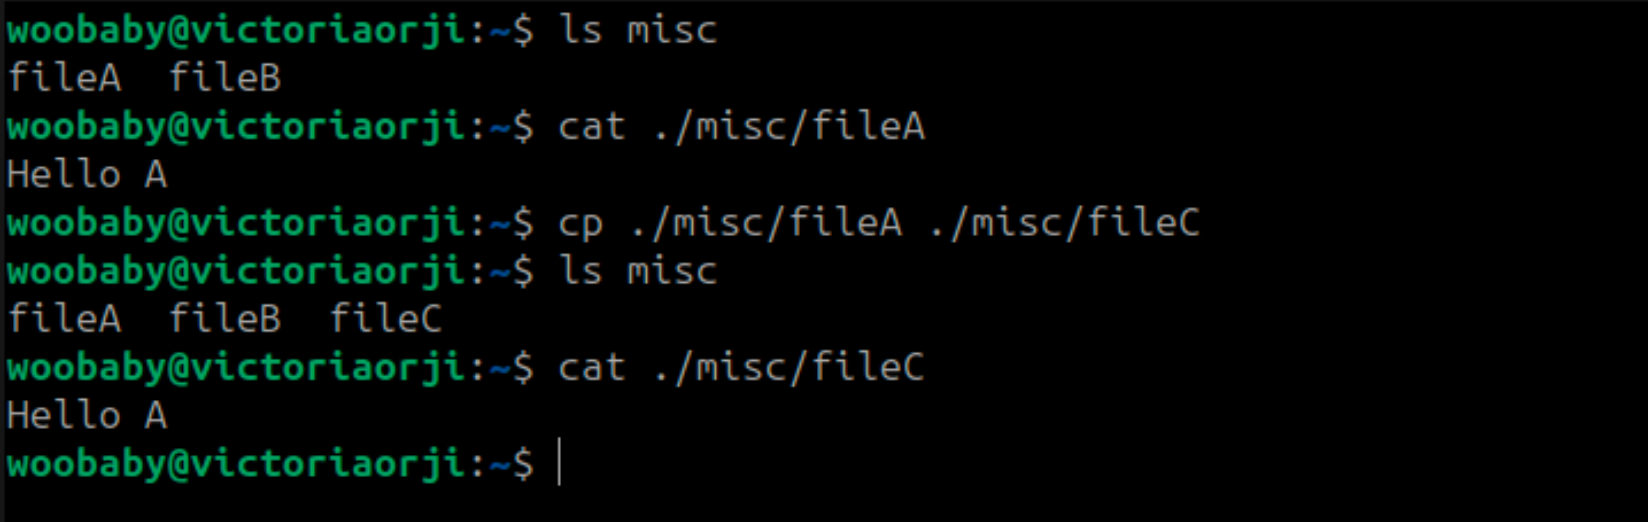 woobaby@victoriaorji:~$ ls misc
fileA  fileB
woobaby@victoriaorji:~$ cat ./misc/fileA
Hello A
woobaby@victoriaorji:~$ cp ./misc/fileA ./misc/fileC
woobaby@victoriaorji:~$ ls misc
fileA  fileB  fileC
woobaby@victoriaorji:~$ cat ./misc/fileC
Hello A
woobaby@victoriaorji:~$